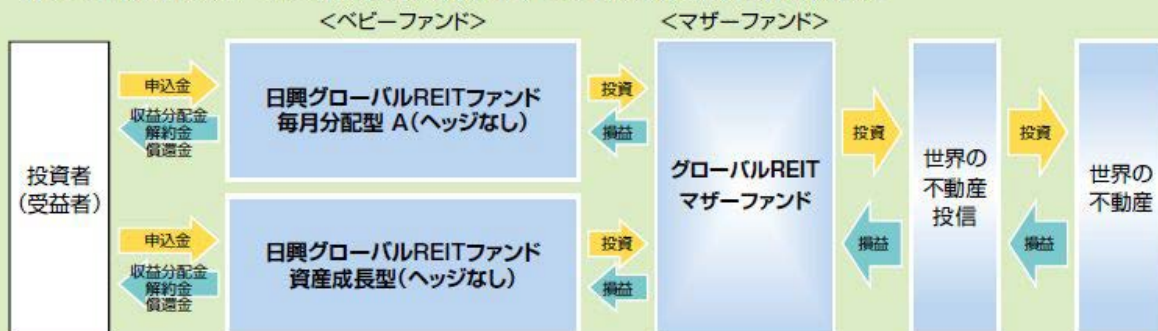 <ベビーファンド>
<マザーファンド>
投資者
(受益者)
申込金
収益分配金
解約金
償還金
日興グローバルREITファンド
毎月分配型 A(ヘッジなし)
投資
損益
申込金
収益分配金
解約金
償還金
日興グローバルREITファンド
資産成長型(ヘッジなし)
投資
損益
グローバルREIT
マザーファンド
投資
損益
世界の
不動産
投信
投資
損益
世界の
不動産